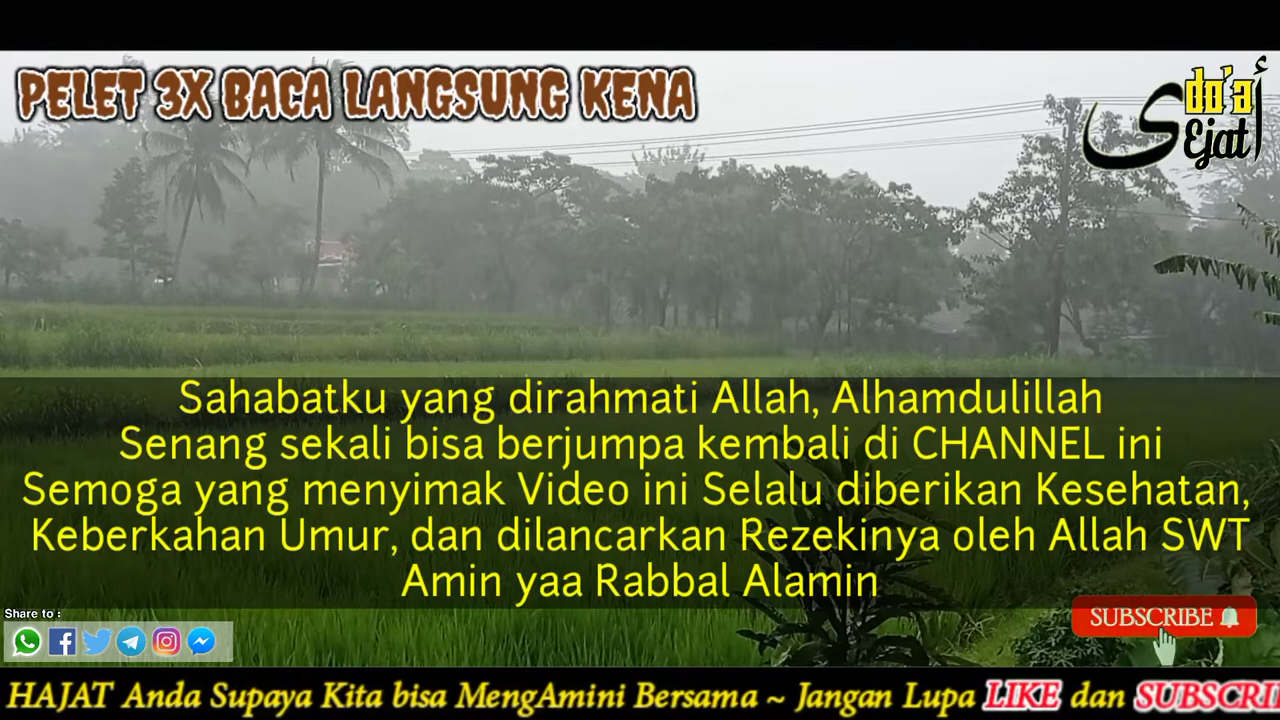 PELET 3X BACA LANGSUNG KENA
do'a
Ejat
أ
ى
Sahabatku yang dirahmati Allah, Alhamdulillah
Senang sekali bisa berjumpa kembali di CHANNEL ini
Semoga yang menyimak Video ini Selalu diberikan Kesehatan,
Keberkahan Umur, dan dilancarkan Rezekinya oleh Allah SWT
Amin yaa Rabbal Alamin
Share to :
SUBSCRIBE
HAJAT Anda Supaya Kita bisa MengAmini Bersama ~ Jangan Lupa LIKE dan SUBSCRI